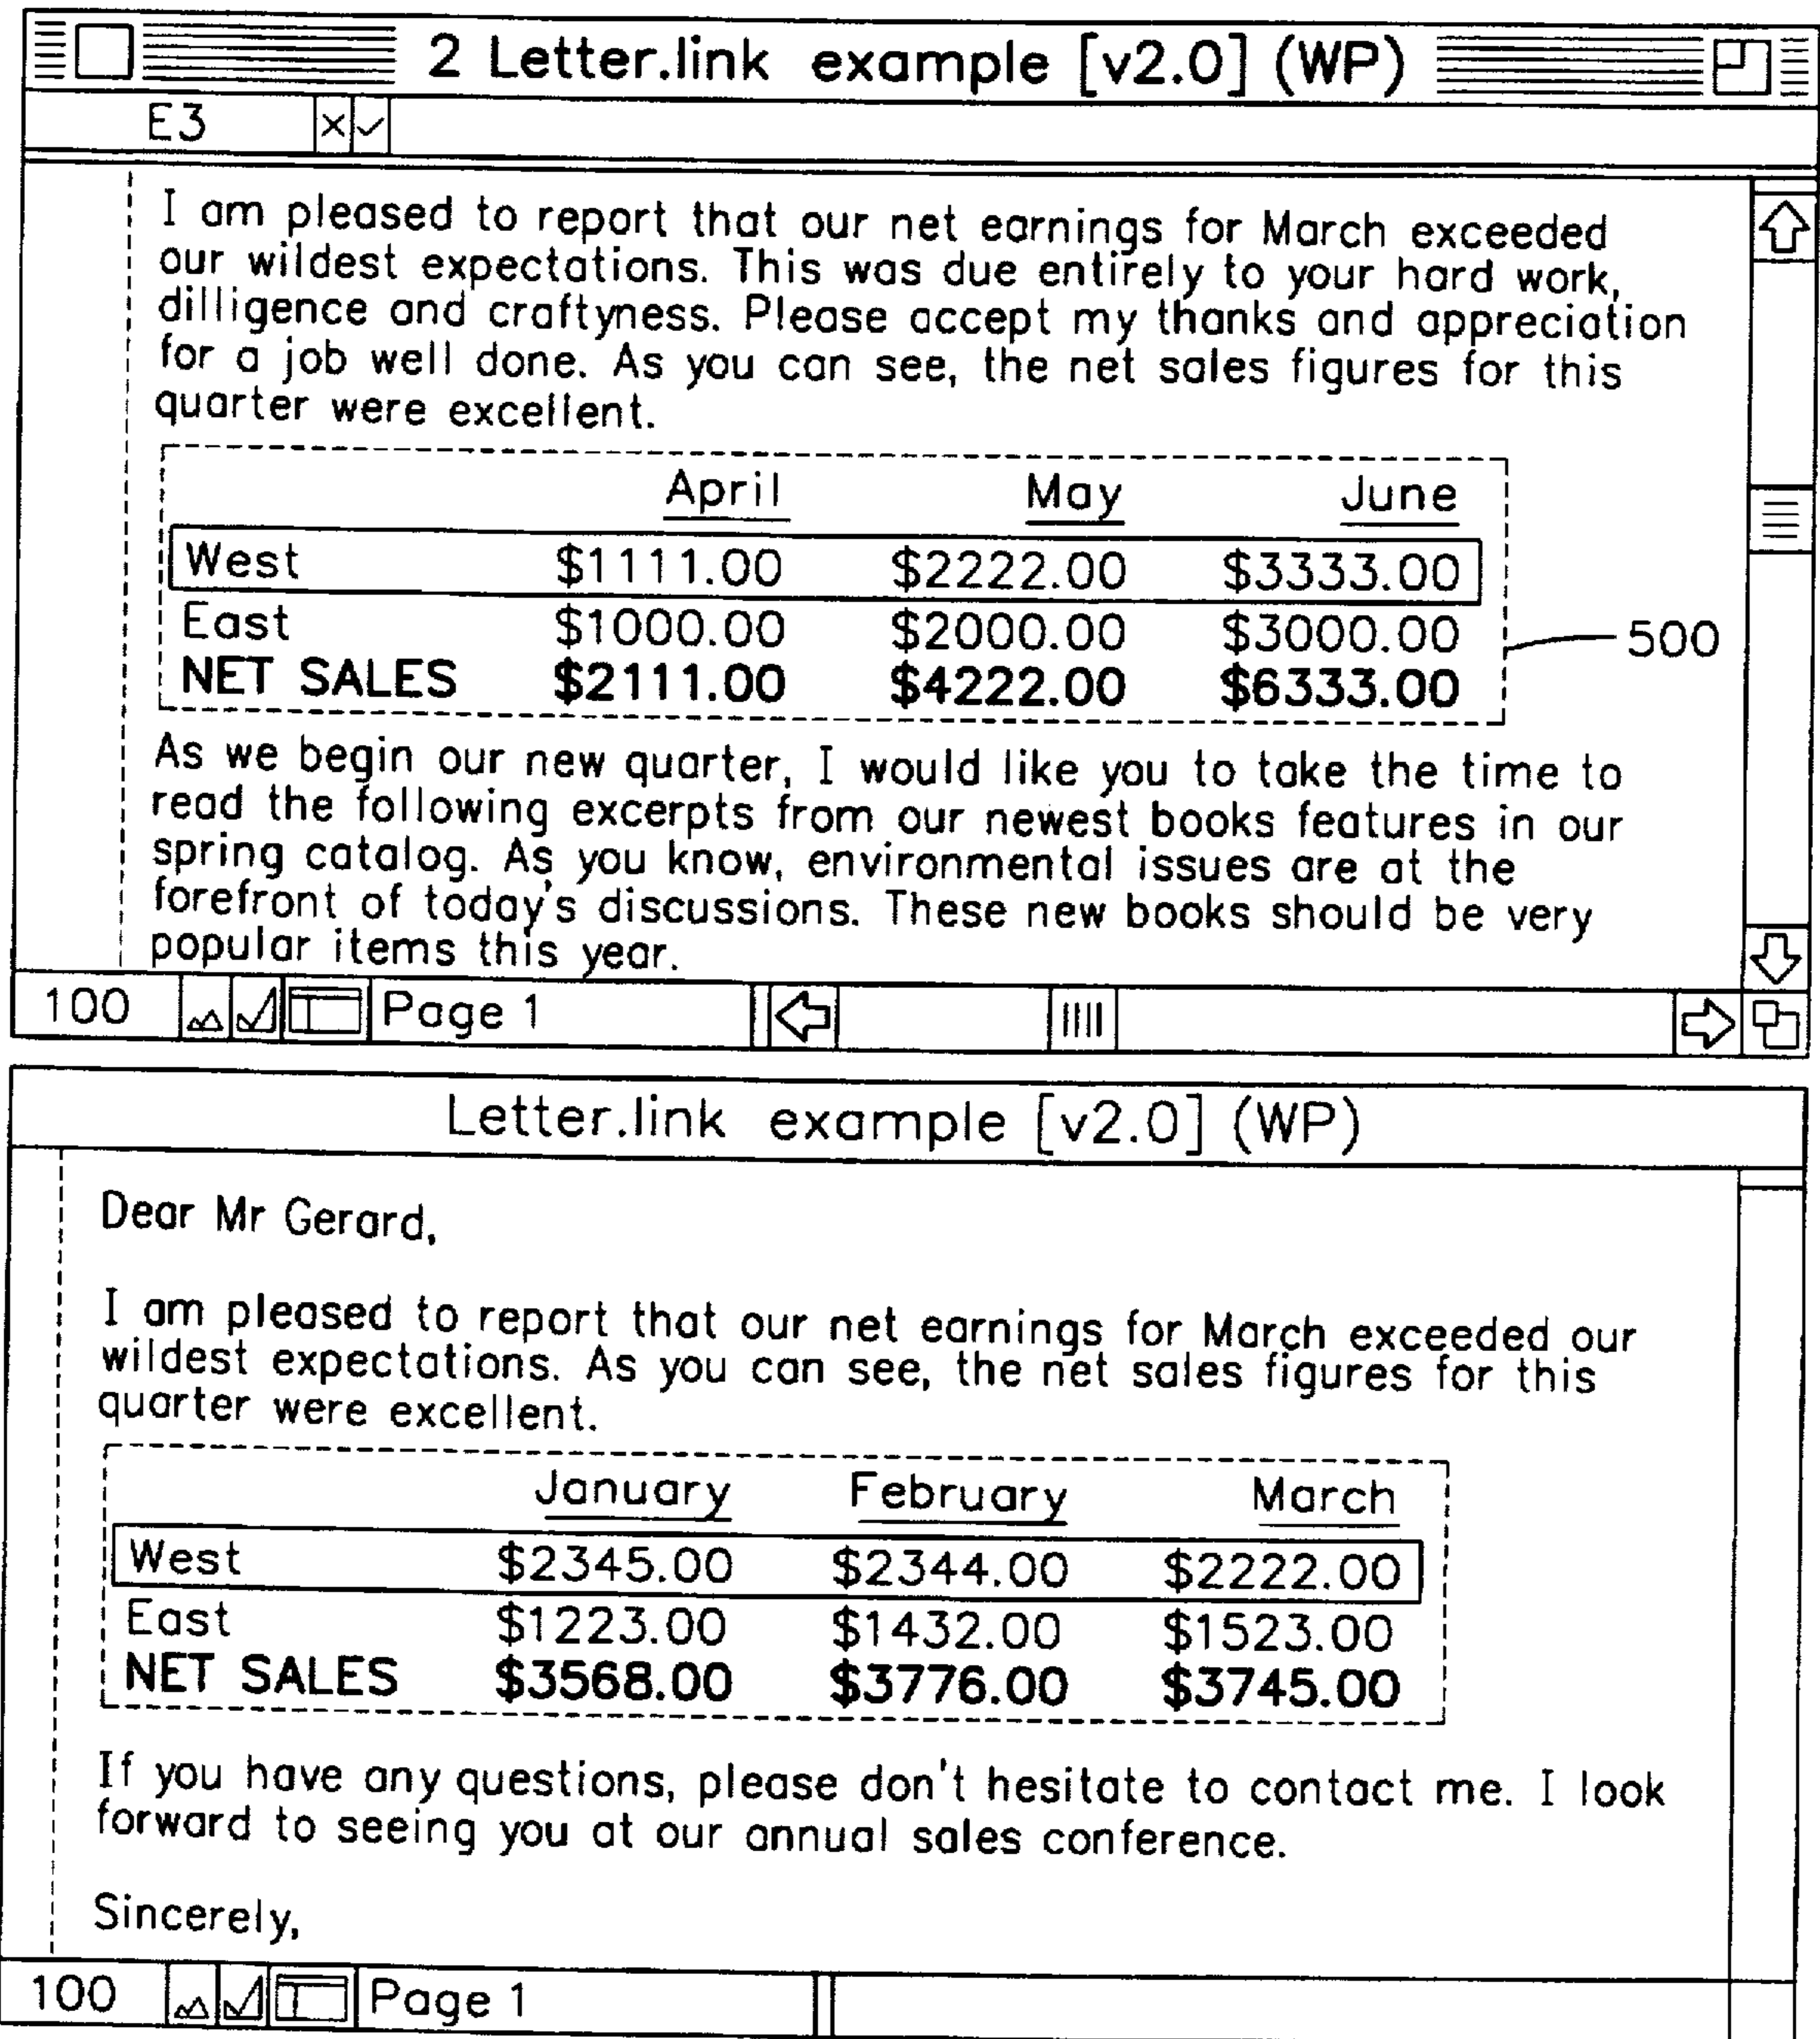 2 Letter.link example [v2.0] (WP)
E3
I am pleased to report that our net earnings for March exceeded
our wildest expectations. This was due entirely to your hard work,
dilligence and craftyness. Please accept my thanks and appreciation
for a job well done. As you can see, the net sales figures for this
quarter were excellent.
April May June
West $1111.00 $2222.00 $3333.00
East $1000.00 $2000.00 $3000.00
500
NET SALES $2111.00 $4222.00 $6333.00
As we begin our new quarter, I would like you to take the time to
read the following excerpts from our newest books features in our
spring catalog. As you know, environmental issues are at the
forefront of today's discussions. These new books should be very
popular items this year.
100 Page 1
Letter.link example [v2.0] (WP)
Dear Mr Gerard,
I am pleased to report that our net earnings for March exceeded our
wildest expectations. As you can see, the net sales figures for this
quarter were excellent.
January February March
West $2345.00 $2344.00 $2222.00
East $1223.00 $1432.00 $1523.00
NET SALES $3568.00 $3776.00 $3745.00
If you have any questions, please don't hesitate to contact me. I look
forward to seeing you at our annual sales conference.
Sincerely,
100 Page 1